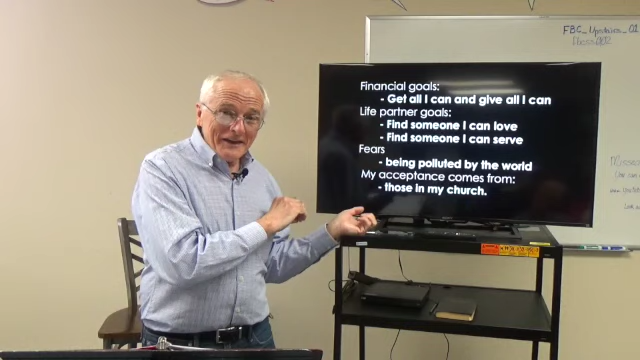 FBC_Updates_01
Financial goals:
- Get all I can and give all I can
Life partner goals:
- Find someone I can love
- Find someone I can serve
Fears
- being polluted by the world
My acceptance comes from:
- those in my church.